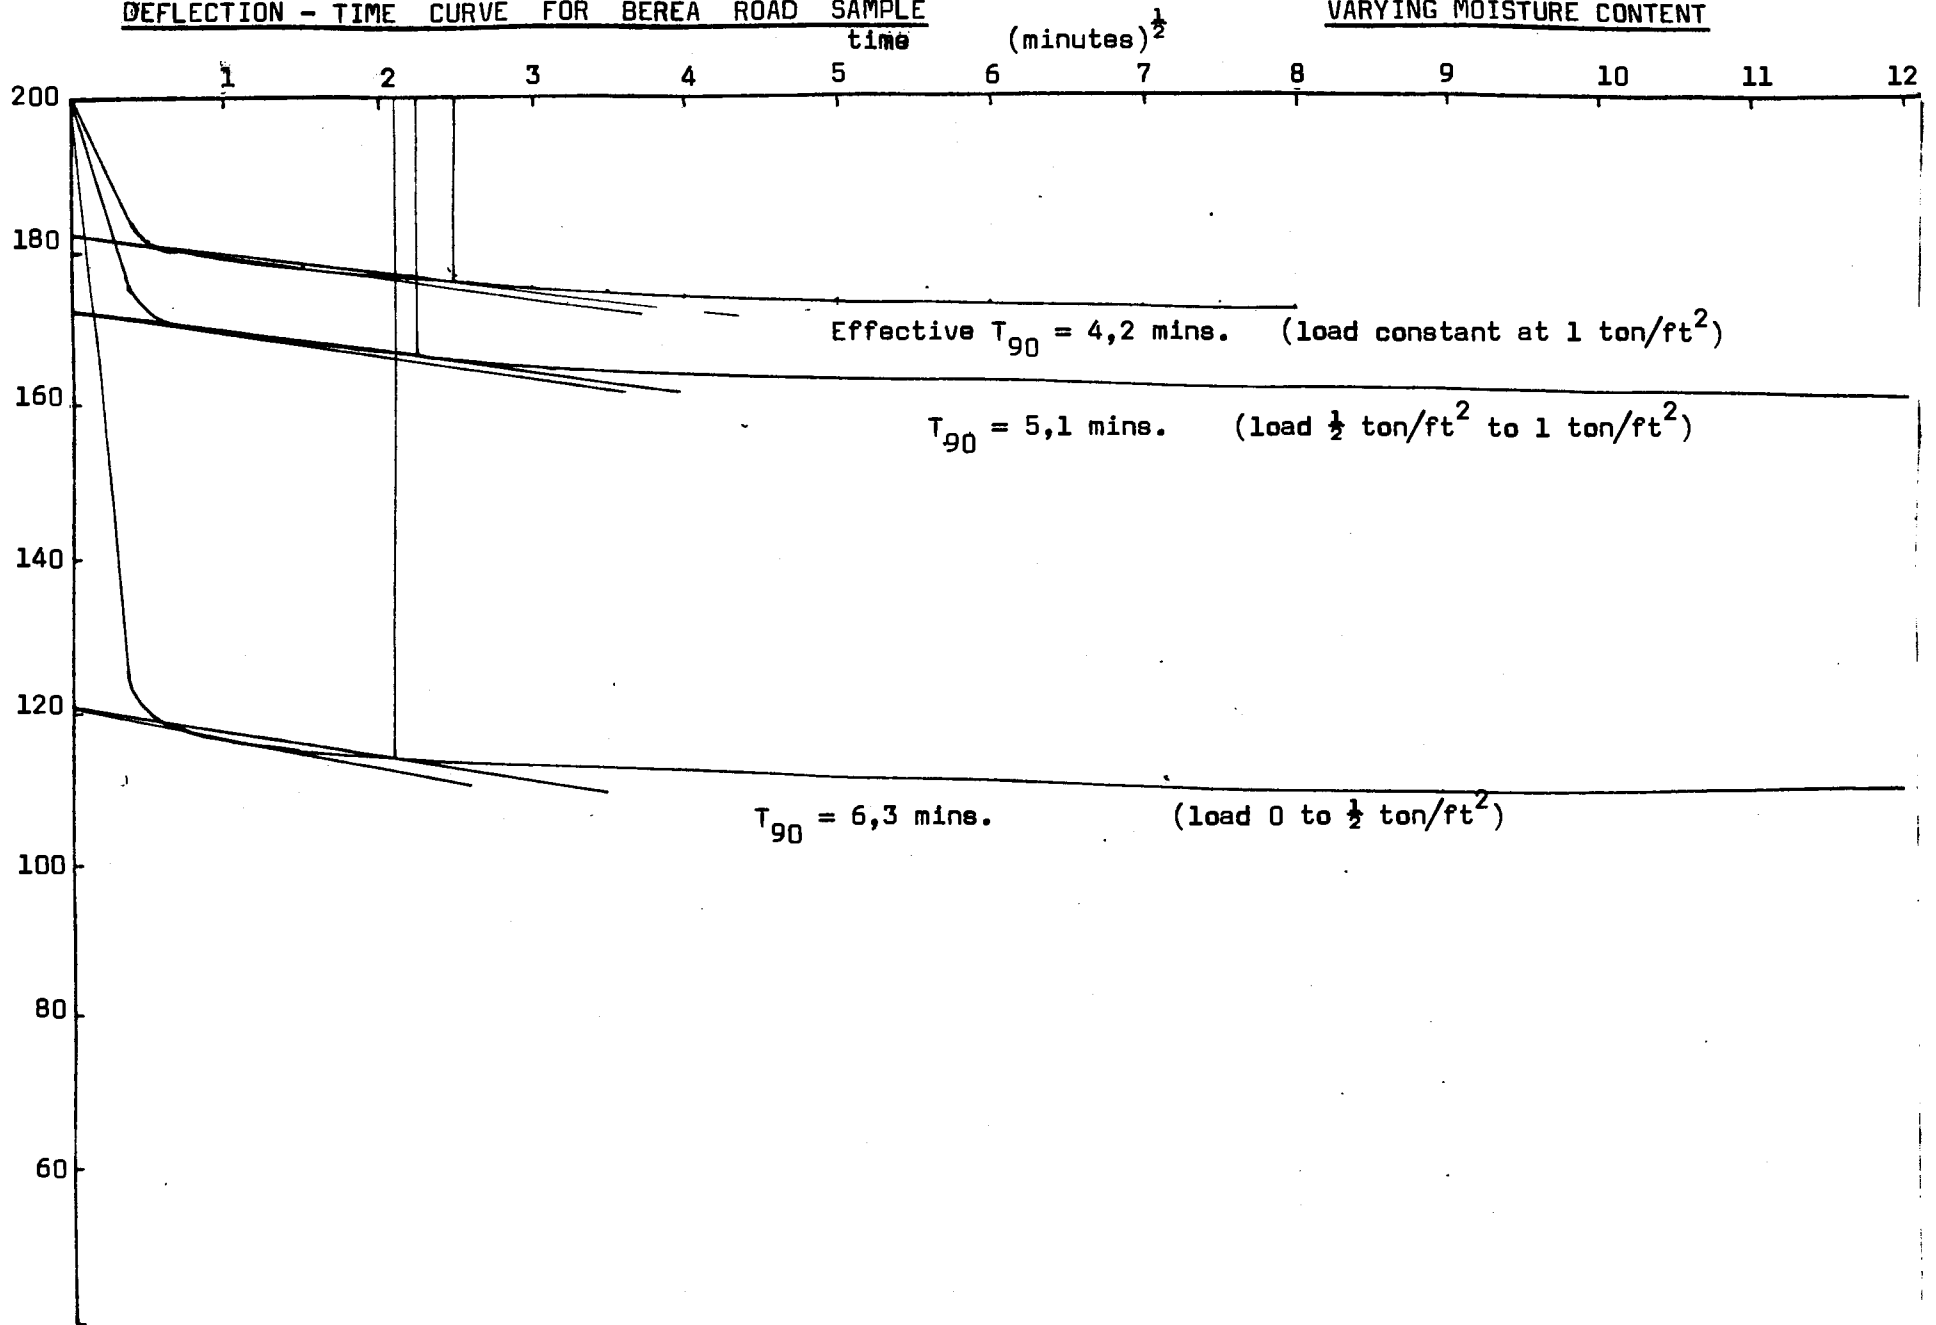 DEFLECTION – TIME CURVE FOR BEREA ROAD SAMPLE VARYING MOISTURE CONTENT
time (minutes)^½
1 2 3 4 5 6 7 8 9 10 11 12
200
180
Effective T₉₀ = 4,2 mins. (load constant at 1 ton/ft²)
160
T₉₀ = 5,1 mins. (load ½ ton/ft² to 1 ton/ft²)
140
120
T₉₀ = 6,3 mins. (load 0 to ½ ton/ft²)
100
80
60